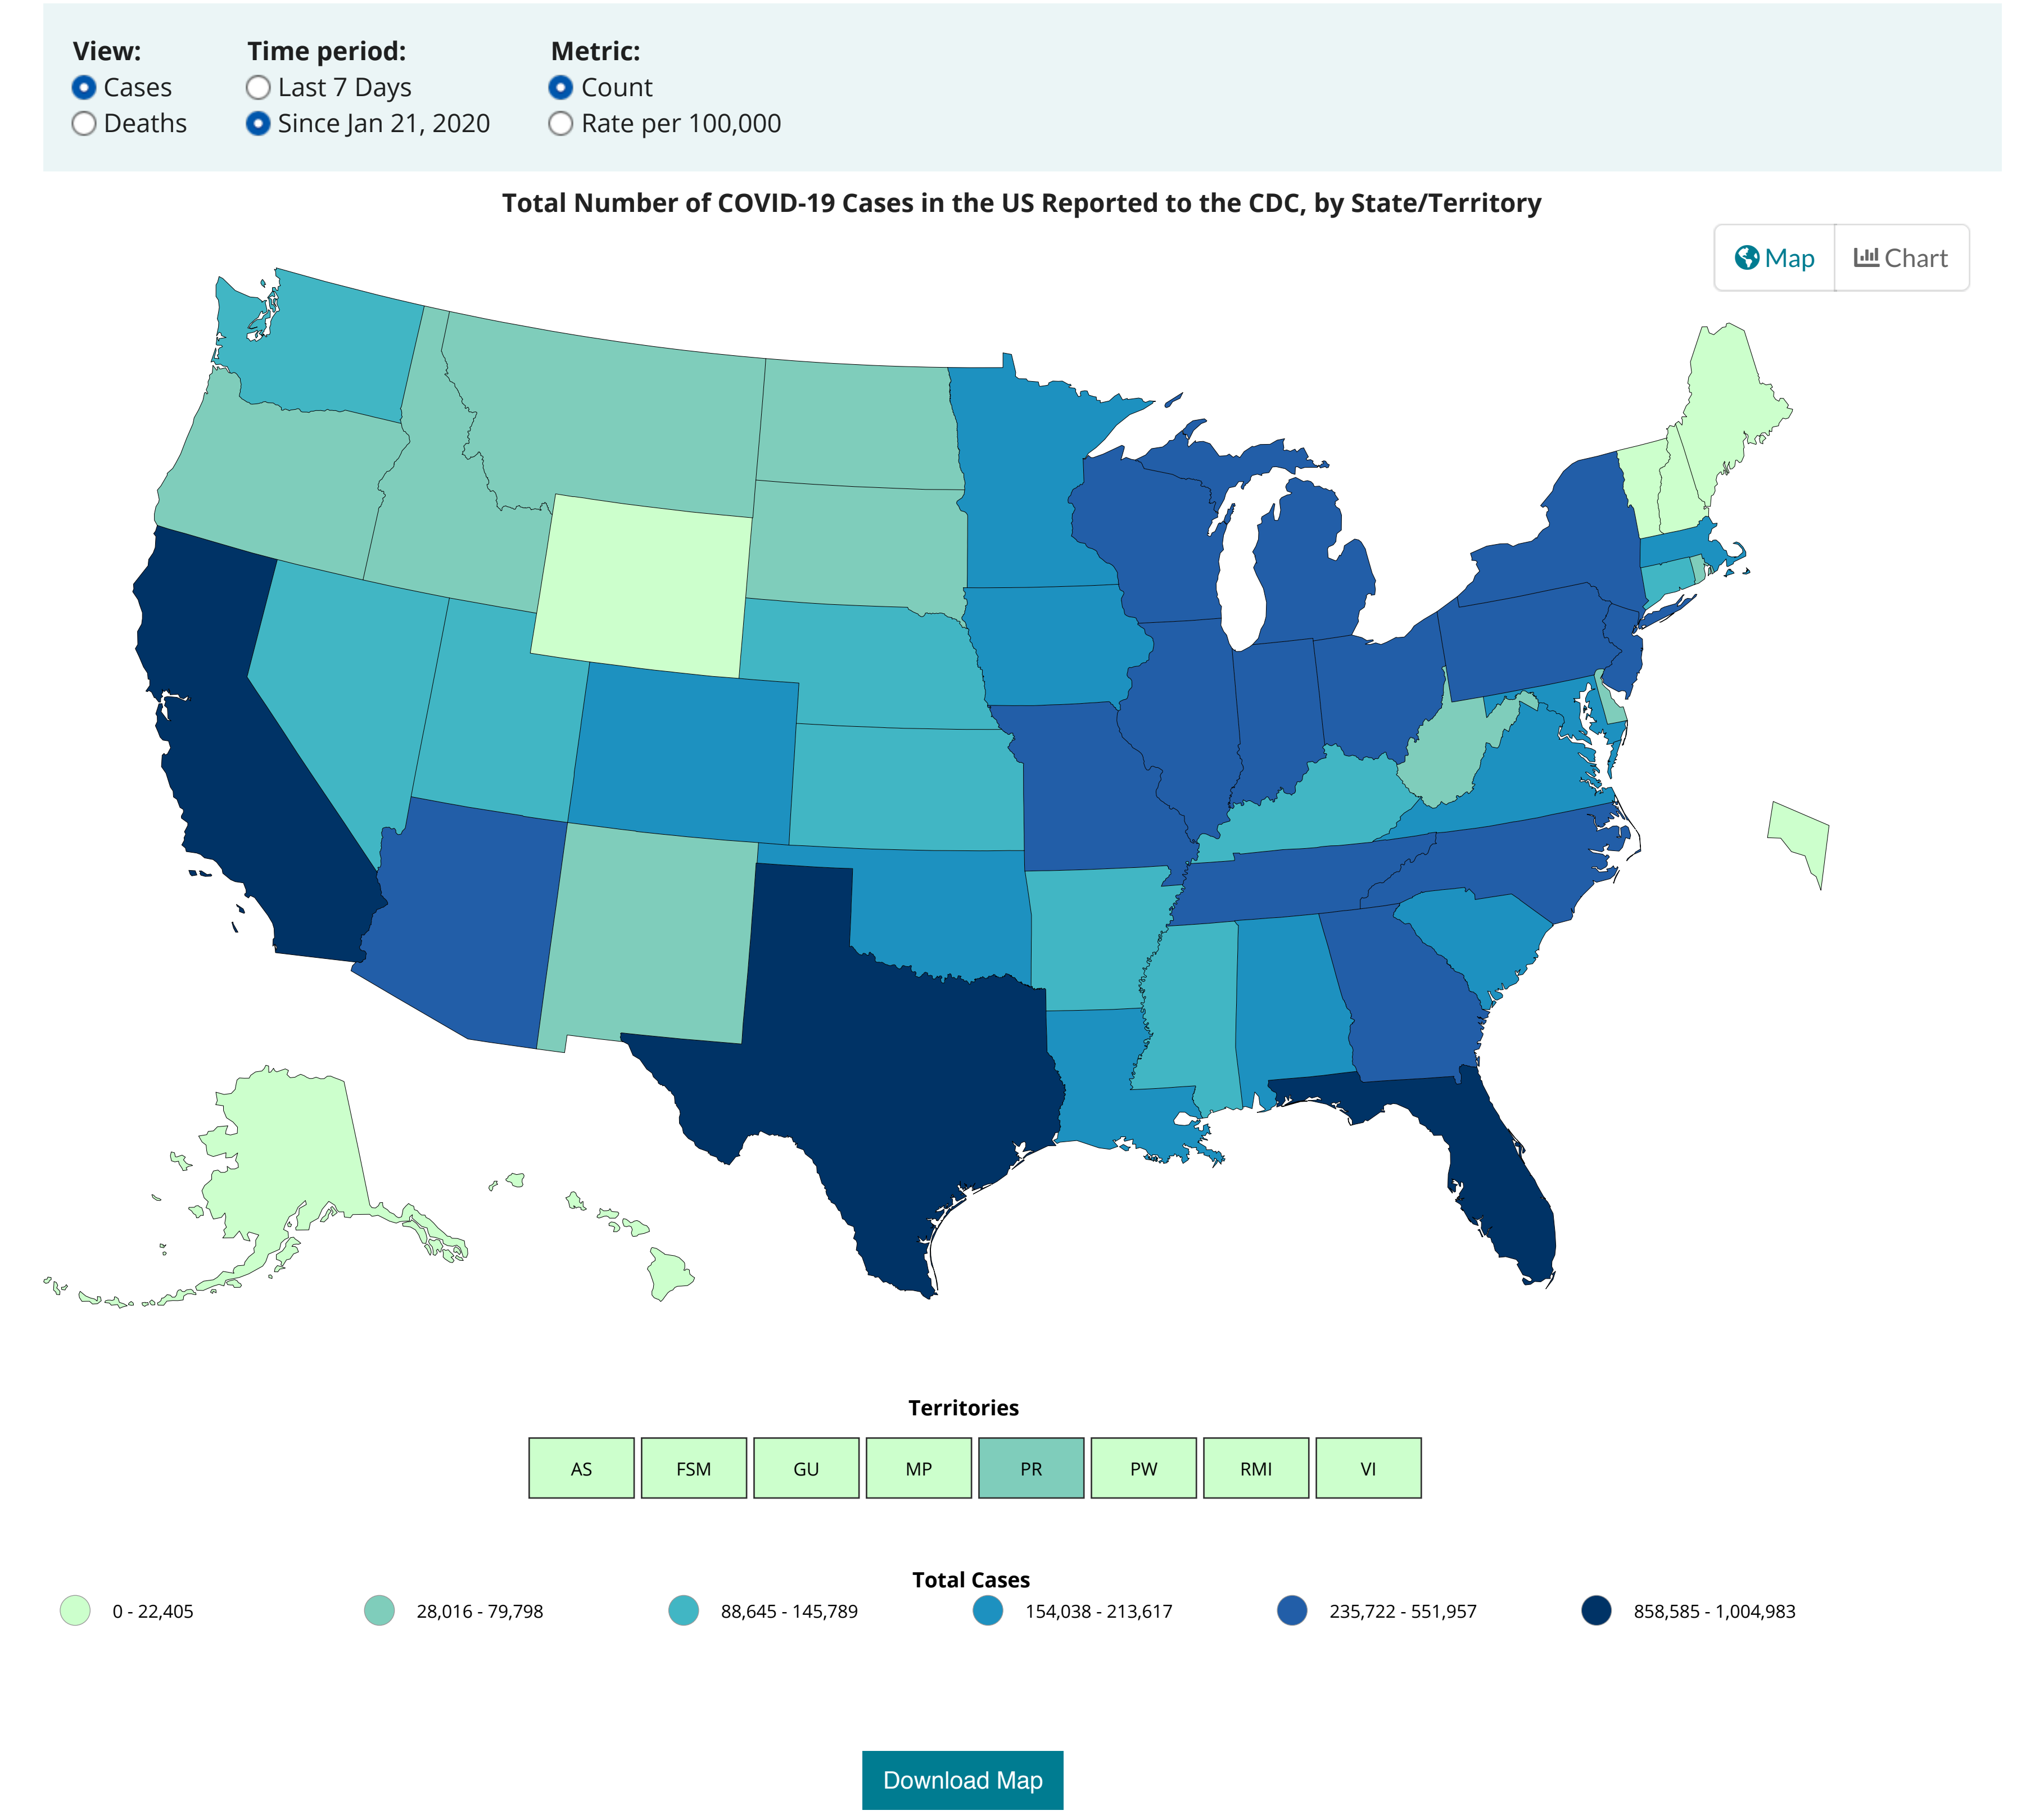 View: Time period: Metric:
Cases Last 7 Days Count
Deaths Since Jan 21, 2020 Rate per 100,000
Total Number of COVID-19 Cases in the US Reported to the CDC, by State/Territory
Map Chart
Territories
AS FSM GU MP PR PW RMI VI
Total Cases
0 - 22,405 28,016 - 79,798 88,645 - 145,789 154,038 - 213,617 235,722 - 551,957 858,585 - 1,004,983
Download Map